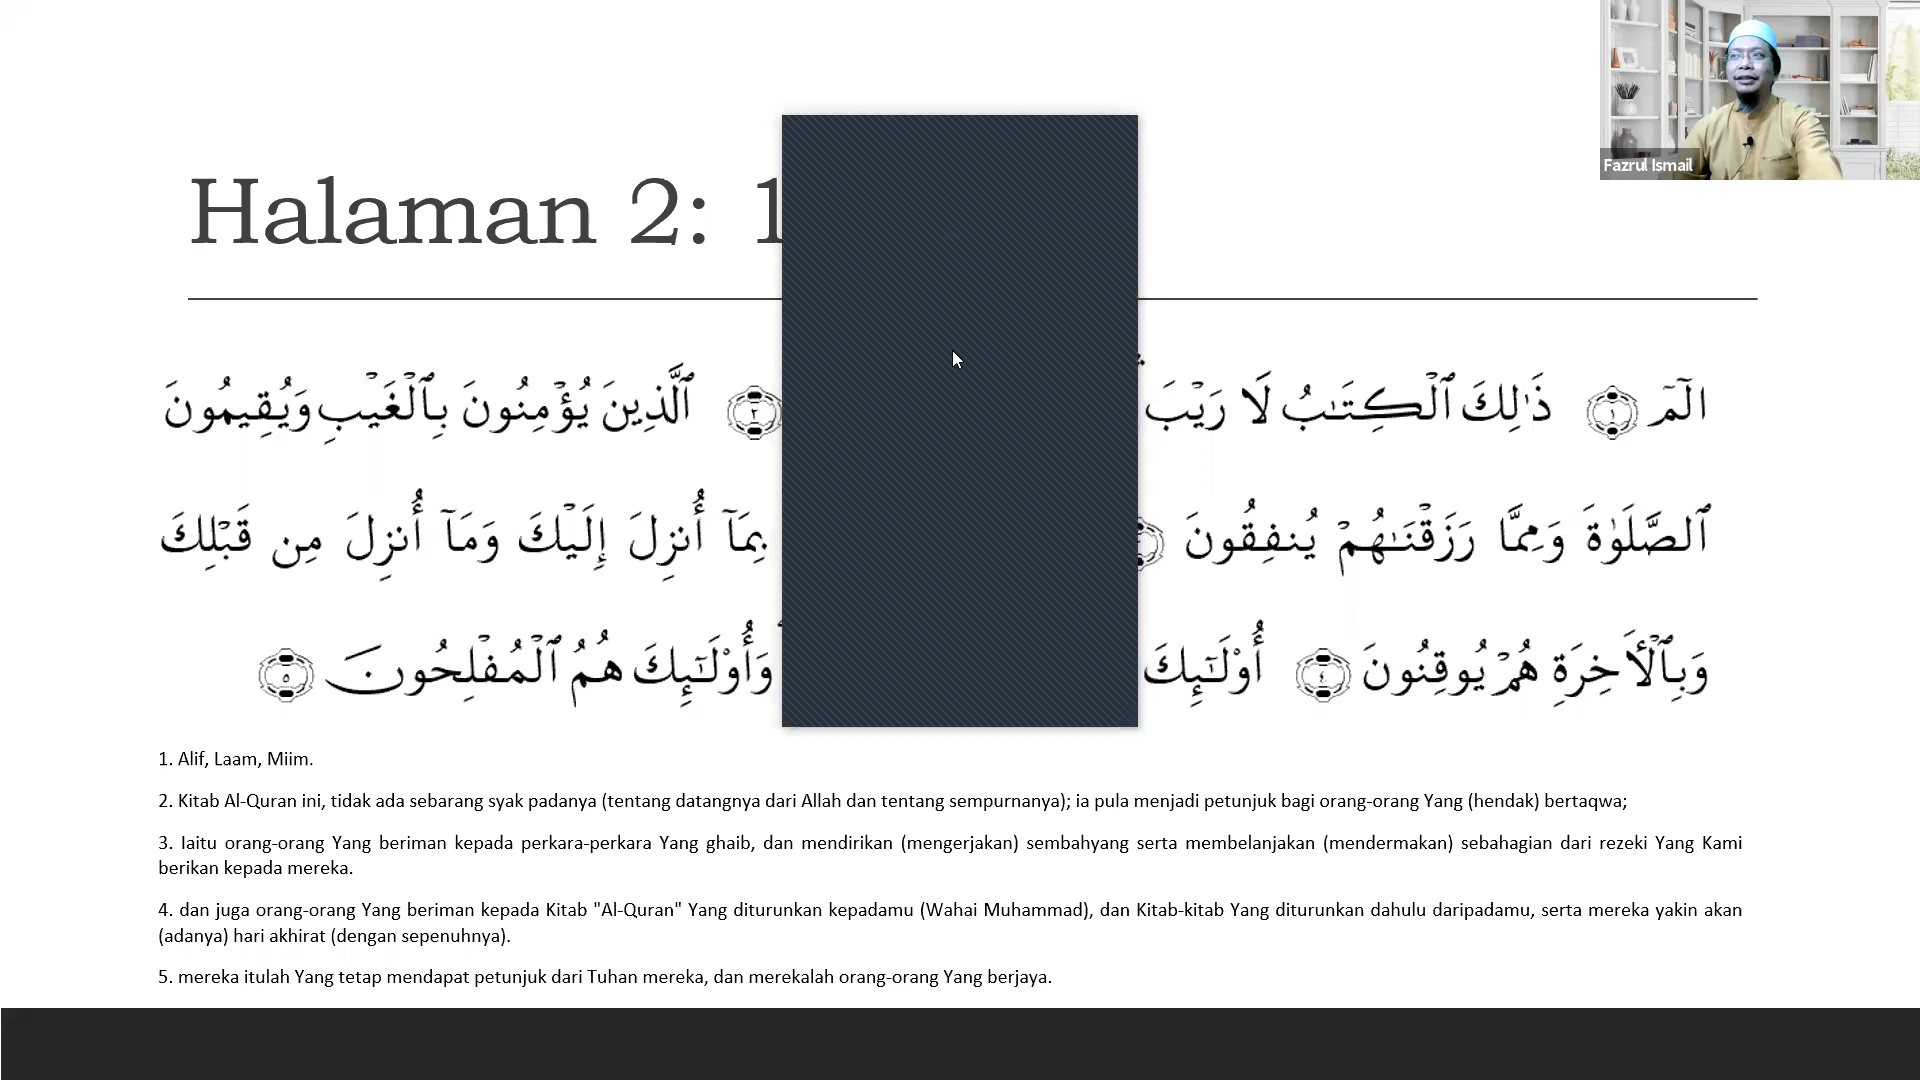 Fazrul Ismail
Halaman 2: 1
الٓمٓ ١ ذَٰلِكَ ٱلْكِتَـٰبُ لَا رَيْبَ ٢ ٱلَّذِينَ يُؤْمِنُونَ بِٱلْغَيْبِ وَيُقِيمُونَ
ٱلصَّلَوٰةَ وَمِمَّا رَزَقْنَـٰهُمْ يُنفِقُونَ بِمَآ أُنزِلَ إِلَيْكَ وَمَآ أُنزِلَ مِن قَبْلِكَ
وَبِٱلْـَٔاخِرَةِ هُمْ يُوقِنُونَ ٤ أُو۟لَـٰٓئِكَ وَأُو۟لَـٰٓئِكَ هُمُ ٱلْمُفْلِحُونَ ٥
1. Alif, Laam, Miim.
2. Kitab Al-Quran ini, tidak ada sebarang syak padanya (tentang datangnya dari Allah dan tentang sempurnanya); ia pula menjadi petunjuk bagi orang-orang Yang (hendak) bertaqwa;
3. Iaitu orang-orang Yang beriman kepada perkara-perkara Yang ghaib, dan mendirikan (mengerjakan) sembahyang serta membelanjakan (mendermakan) sebahagian dari rezeki Yang Kami
berikan kepada mereka.
4. dan juga orang-orang Yang beriman kepada Kitab "Al-Quran" Yang diturunkan kepadamu (Wahai Muhammad), dan Kitab-kitab Yang diturunkan dahulu daripadamu, serta mereka yakin akan
(adanya) hari akhirat (dengan sepenuhnya).
5. mereka itulah Yang tetap mendapat petunjuk dari Tuhan mereka, dan merekalah orang-orang Yang berjaya.